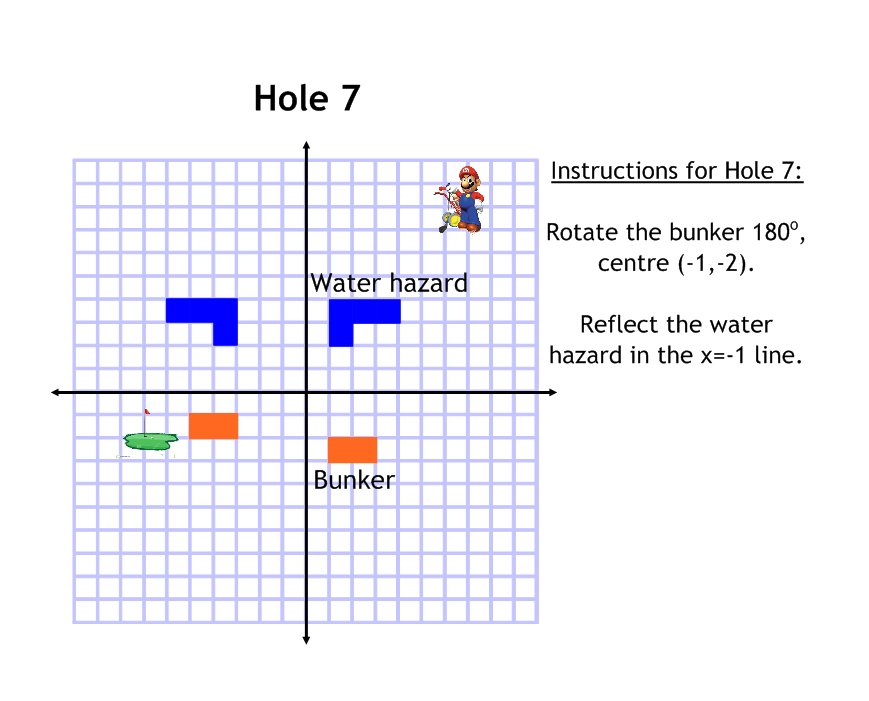 Hole 7
Instructions for Hole 7:
Rotate the bunker 180º,
centre (-1,-2).
Water hazard
Reflect the water
hazard in the x=-1 line.
Bunker